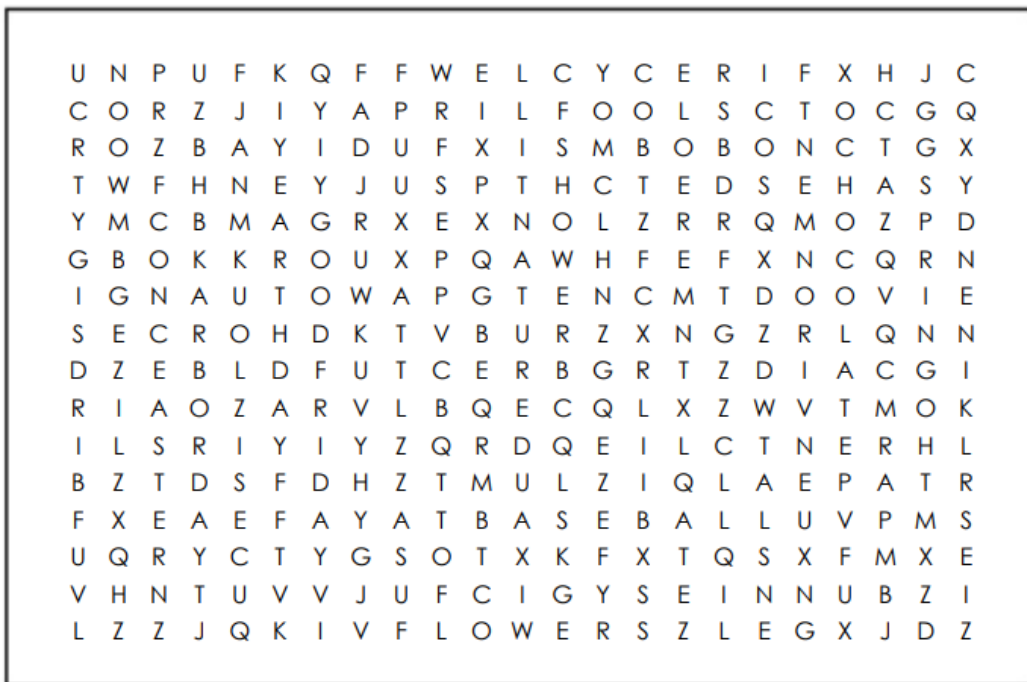 U N P U F K Q F F W E L C Y C E R I F X H J C
C O R Z J I Y A P R I L F O O L S C T O C G Q
R O Z B A Y I D U F X I S M B O B O N C T G X
T W F H N E Y J U S P T H C T E D S E H A S Y
Y M C B M A G R X E X N O L Z R R Q M O Z P D
G B O K K R O U X P Q A W H F E F X N C Q R N
I G N A U T O W A P G T E N C M T D O O V I E
S E C R O H D K T V B U R Z X N G Z R L Q N N
D Z E B L D F U T C E R B G R T Z D I A C G I
R I A O Z A R V L B Q E C Q L X Z W V T M O K
I L S R I Y I Y Z Q R D Q E I L C T N E R H L
B Z T D S F D H Z T M U L Z I Q L A E P A T R
F X E A E F A Y A T B A S E B A L L U V P M S
U Q R Y C T Y G S O T X K F X T Q S X F M X E
V H N T U V V J U F C I G Y S E I N N U B Z I
L Z Z J Q K I V F L O W E R S Z L E G X J D Z